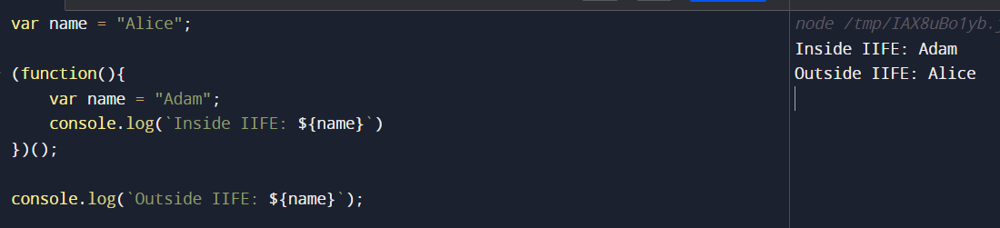 var name = "Alice";
node /tmp/IAX8uBo1yb.
Inside IIFE: Adam
(function(){
Outside IIFE: Alice
    var name = "Adam";
    console.log(`Inside IIFE: ${name}`)
})();
console.log(`Outside IIFE: ${name}`);